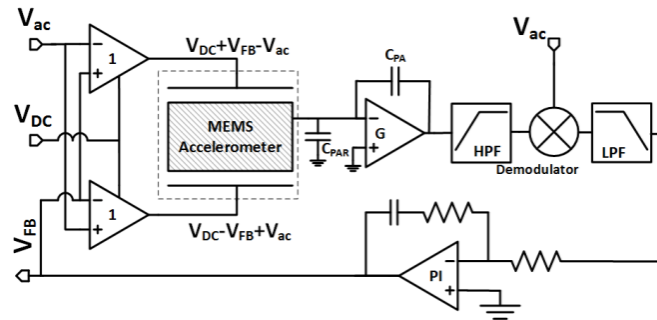 Vac
VDC+VFB-Vac
CPA
Vac
1
VDC
MEMS
Accelerometer
CPAR
G
HPF
Demodulator
LPF
1
VFB
VDC-VFB+Vac
PI